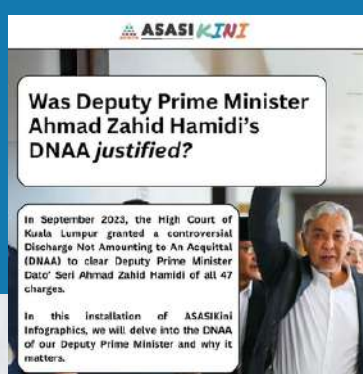 ASASI KINI
Was Deputy Prime Minister
Ahmad Zahid Hamidi's
DNAA justified?
In September 2023, the High Court of
Kuala Lumpur granted a controversial
Discharge Not Amounting to An Acquittal
(DNAA) to clear Deputy Prime Minister
Dato' Seri Ahmad Zahid Hamidi of all 47
charges.
In this installation of ASASIKini
Infographics, we will delve into the DNAA
of our Deputy Prime Minister and why it
matters.